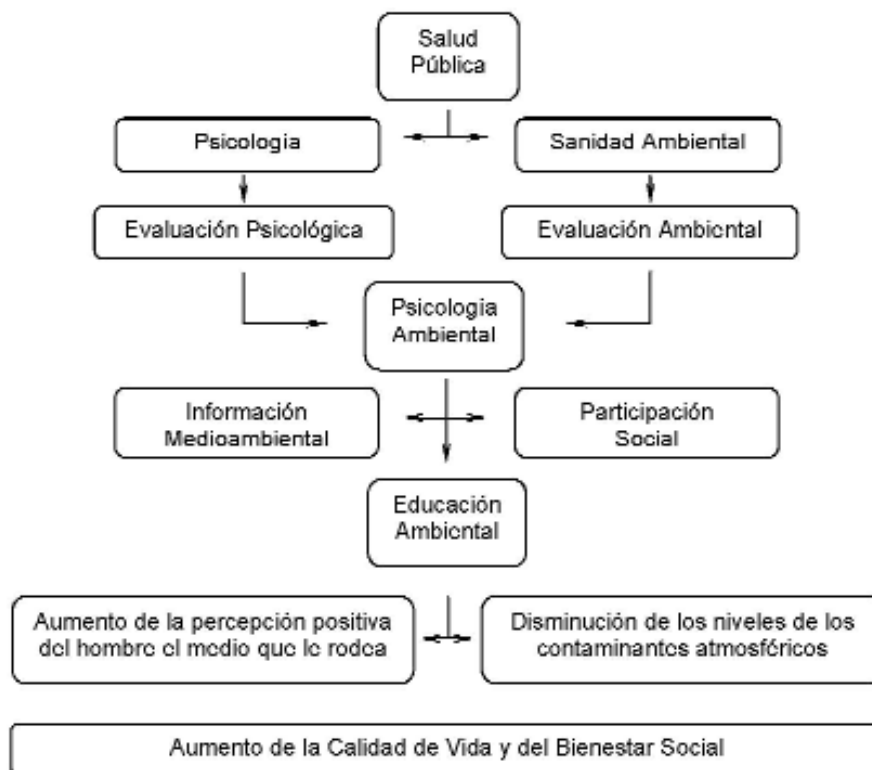 Salud
Pública
Psicologia
Sanidad Ambiental
Evaluación Psicológica
Evaluación Ambiental
Psicologia
Ambiental
Información
Medioambiental
Participación
Social
Educación
Ambiental
Aumento de la percepción positiva
del hombre el medio que le rodea
Disminución de los niveles de los
contaminantes atmosféricos
Aumento de la Calidad de Vida y del Bienestar Social